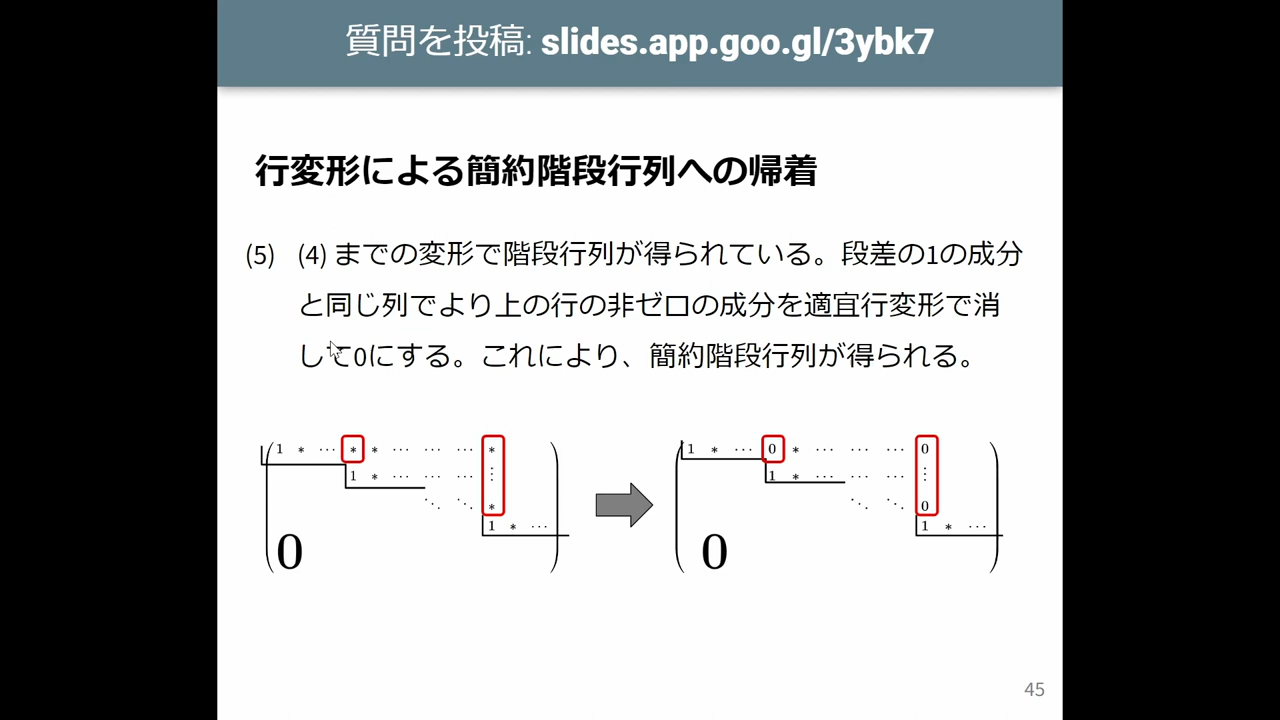 質問を投稿: slides.app.goo.gl/3ybk7
行変形による簡約階段行列への帰着
(5) (4) までの変形で階段行列が得られている。段差の1の成分
と同じ列でより上の行の非ゼロの成分を適宜行変形で消
して0にする。これにより、簡約階段行列が得られる。
1 * ⋯ * * ⋯ ⋯ ⋯ *
1 * ⋯ ⋯ ⋯ ⋮
⋱ ⋱ *
1 * ⋯
0
1 * ⋯ 0 * ⋯ ⋯ ⋯ 0
1 * ⋯ ⋯ ⋯ ⋮
⋱ ⋱ 0
1 * ⋯
0
45